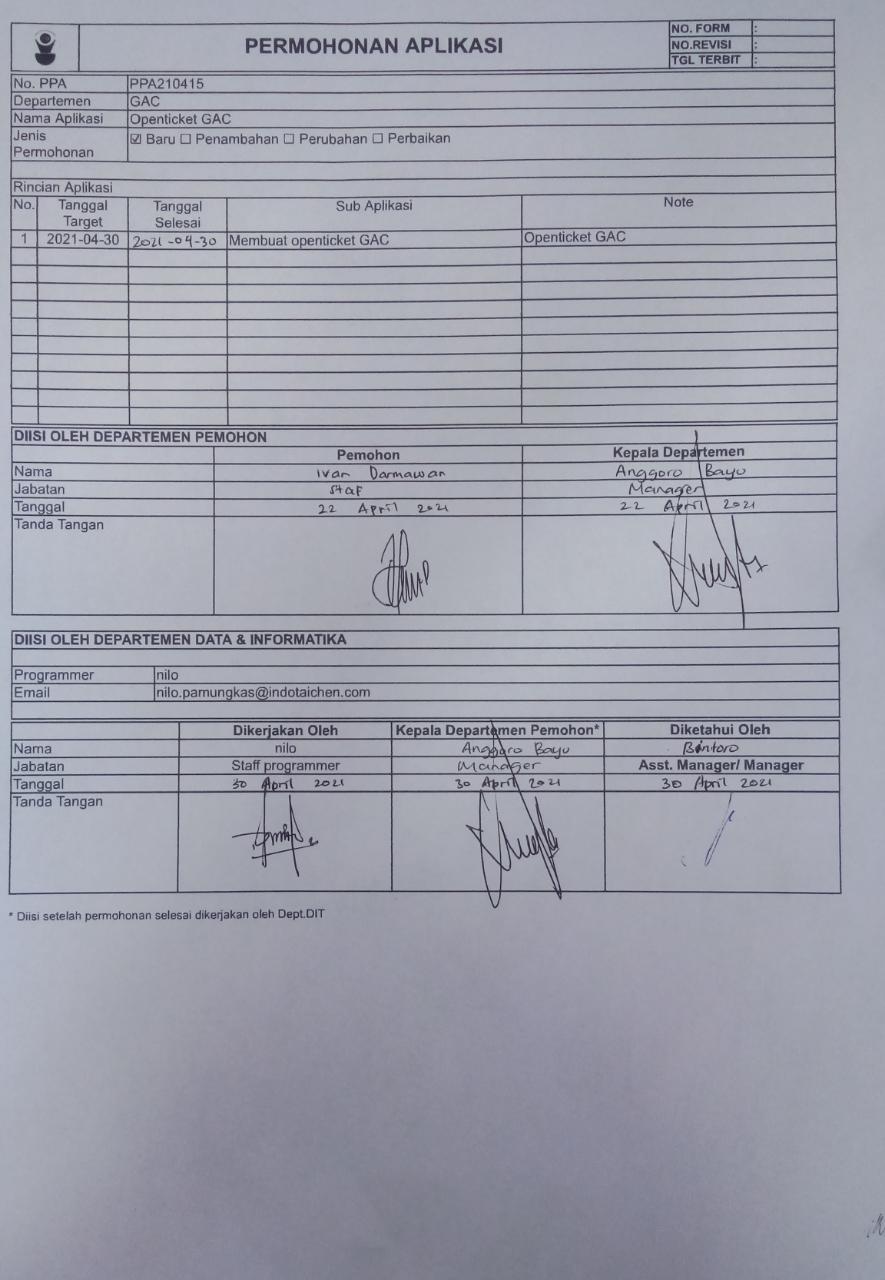 PERMOHONAN APLIKASI
NO. FORM :
NO.REVISI :
TGL TERBIT :
No. PPA PPA210415
Departemen GAC
Nama Aplikasi Openticket GAC
Jenis Permohonan ☑ Baru ☐ Penambahan ☐ Perubahan ☐ Perbaikan
Rincian Aplikasi
No. Tanggal Target Tanggal Selesai Sub Aplikasi Note
1 2021-04-30 2021-04-30 Membuat openticket GAC Openticket GAC
DIISI OLEH DEPARTEMEN PEMOHON
Pemohon Kepala Departemen
Nama Ivan Darmawan Anggoro Bayu
Jabatan Staf Manager
Tanggal 22 April 2021 22 April 2021
Tanda Tangan
DIISI OLEH DEPARTEMEN DATA & INFORMATIKA
Programmer nilo
Email nilo.pamungkas@indotaichen.com
Dikerjakan Oleh Kepala Departemen Pemohon* Diketahui Oleh
Nama nilo Anggoro Bayu Bintoro
Jabatan Staff programmer Manager Asst. Manager/ Manager
Tanggal 30 April 2021 30 April 2021 30 April 2021
Tanda Tangan
* Diisi setelah permohonan selesai dikerjakan oleh Dept.DIT